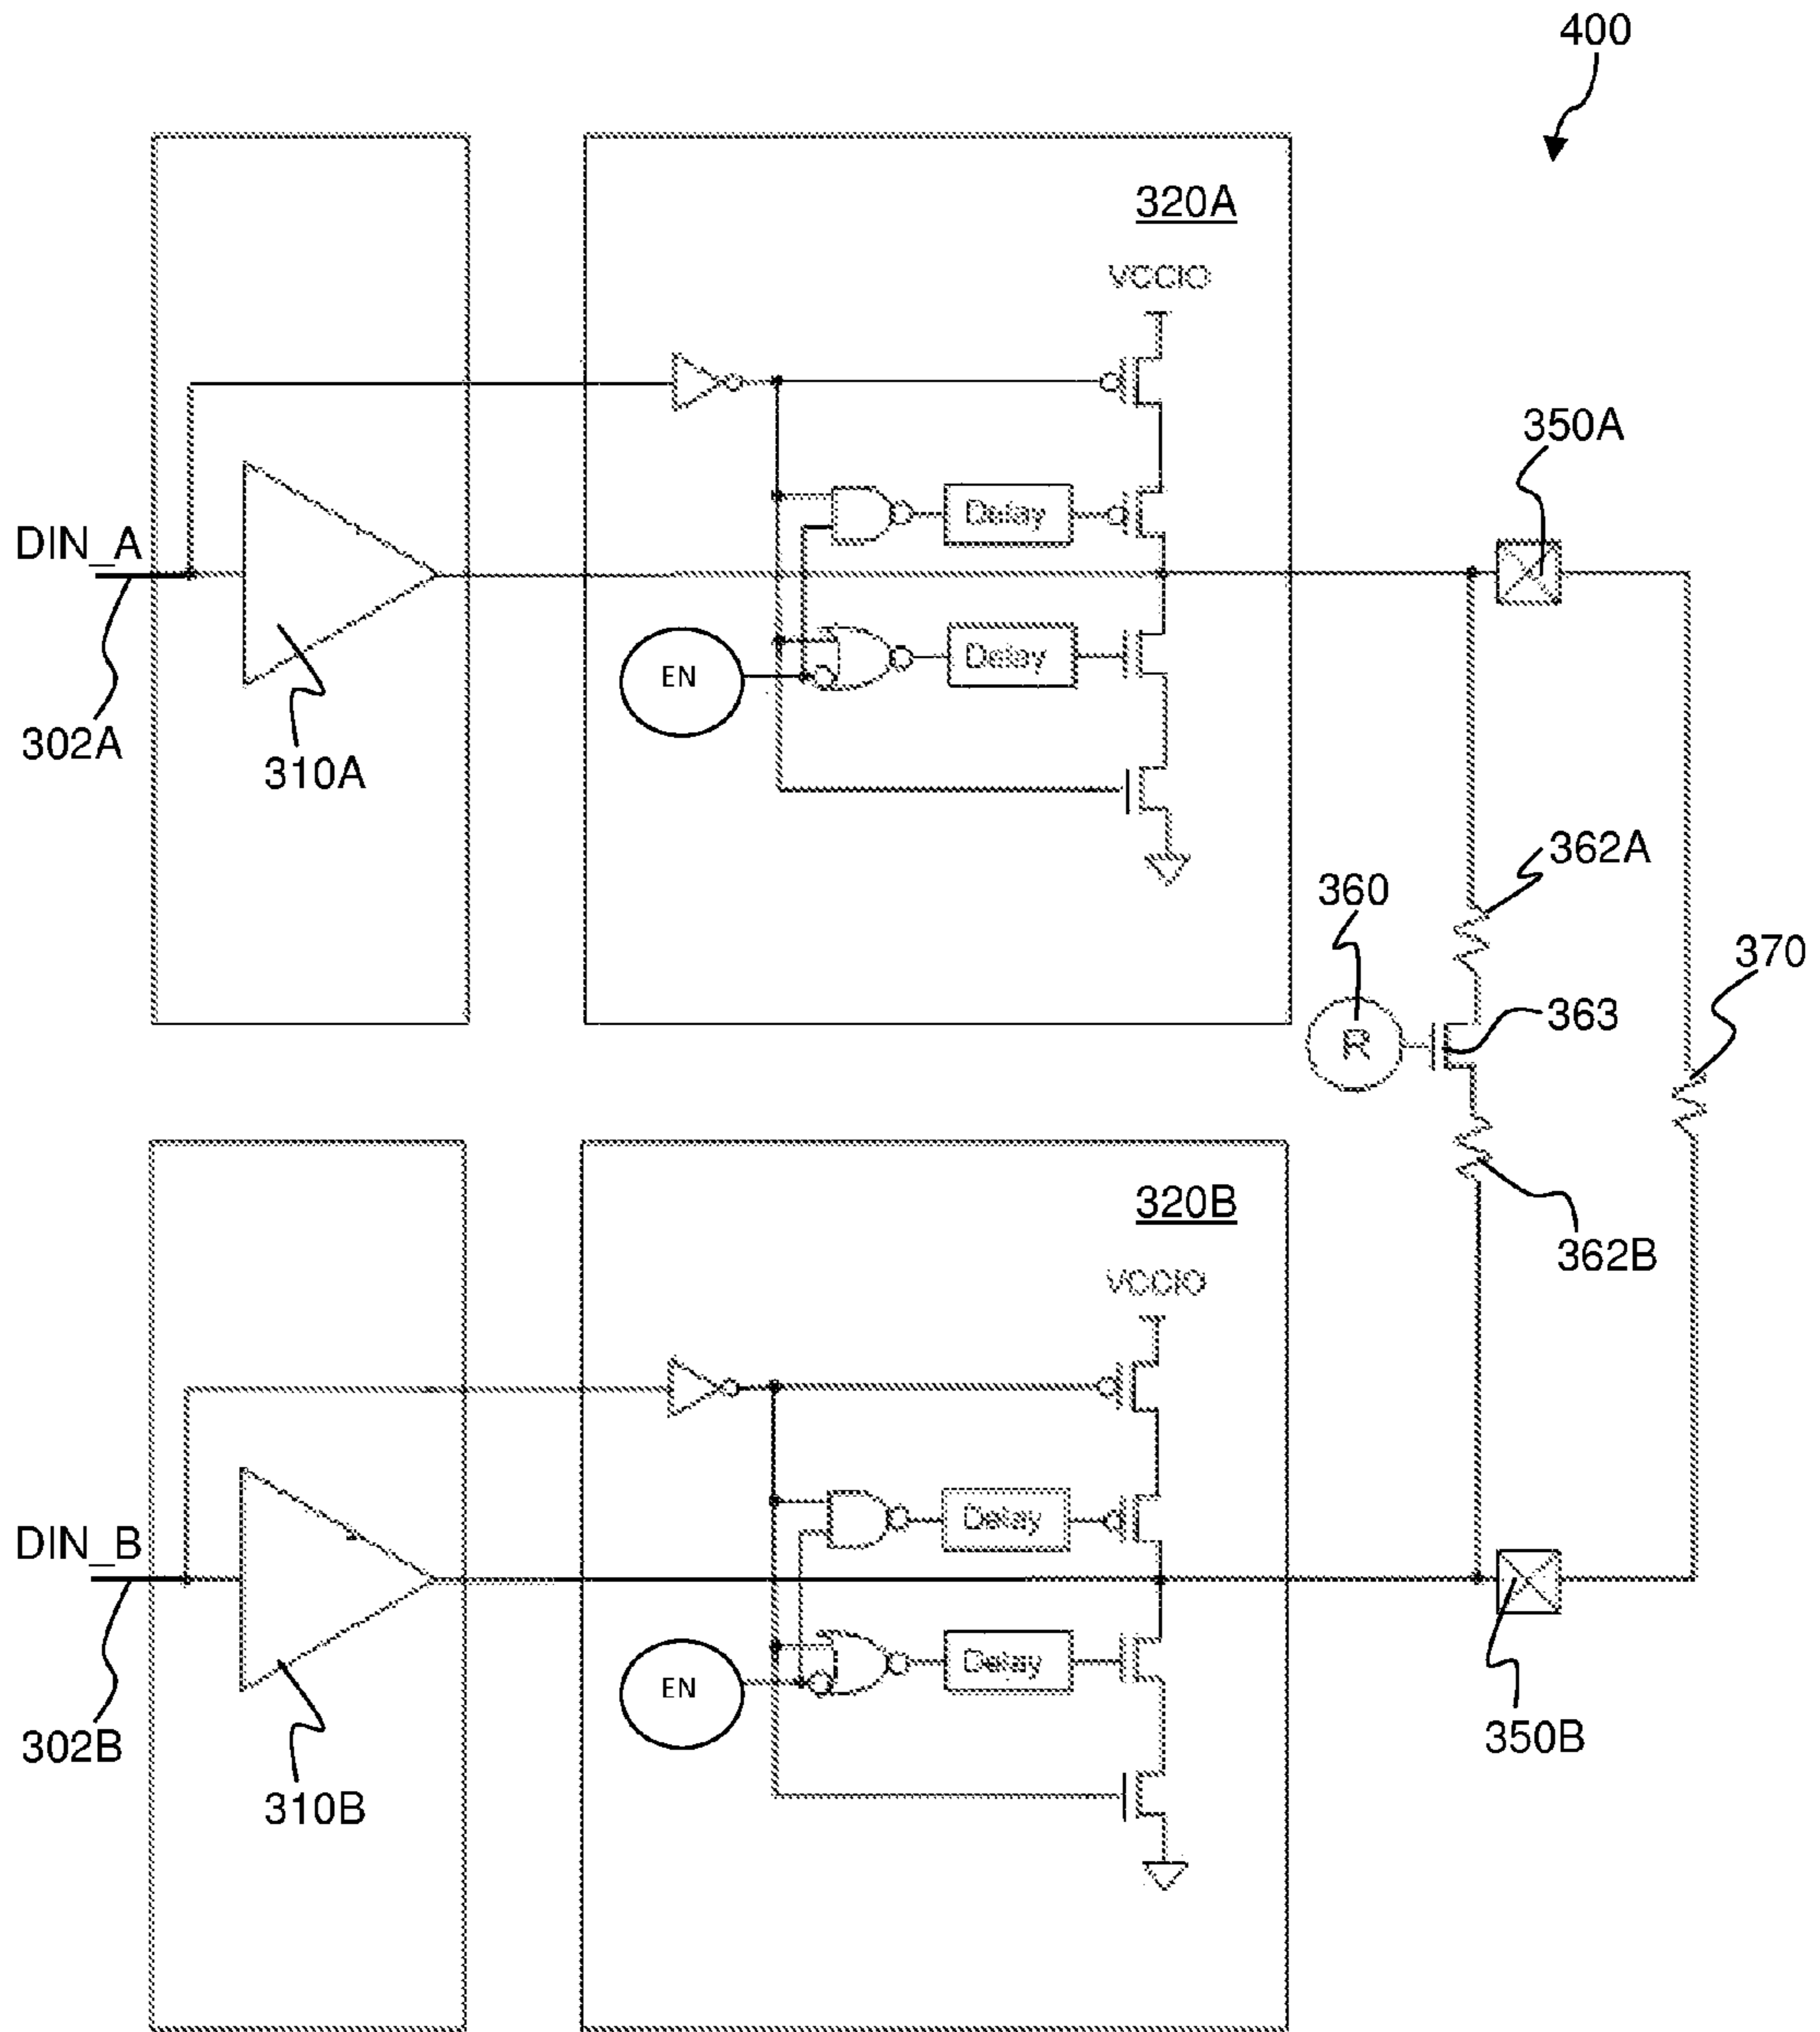 400
320A
VCCIO
350A
DIN_A
Delay
EN
Delay
302A
310A
362A
360
370
R
363
320B
362B
VCCIO
DIN_B
Delay
EN
Delay
302B
350B
310B